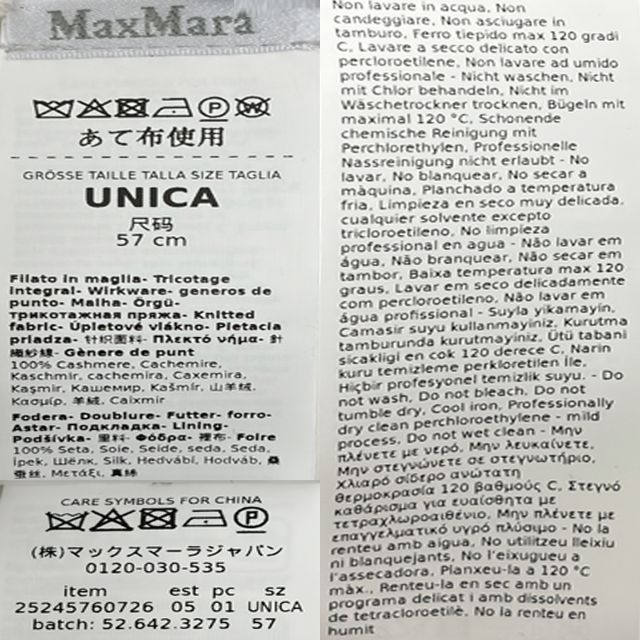 MaxMara
あて布使用
GRÖSSE TAILLE TALLA SIZE TAGLIA
UNICA
尺码
57 cm
Filato in maglia- Tricotage
integral- Wirkware- generos de
punto- Malha- Örgü-
трикотажная пряжа- Knitted
fabric- Úpletové vlákno- Pletacia
priadza- 针织面料- Πλεκτό νήμα- 針
織紗線- Gènere de punt
100% Cashmere, Cachemire,
Kaschmir, cachemira, Caxemira,
Kaşmir, Кашемир, Kašmír, 山羊绒,
Κασμίρ, 羊絨, Caixmir
Fodera- Doublure- Futter- forro-
Astar- Подкладка- Lining-
Podšívka- 里料- Φόδρα- 裡布- Folre
100% Seta, Soie, Seide, seda, Seda,
İpek, Шёлк, Silk, Hedvábí, Hodváb, 桑
蚕丝, Μετάξι, 真絲
CARE SYMBOLS FOR CHINA
(株)マックスマーラジャパン
0120-030-535
item est pc sz
25245760726 05 01 UNICA
batch: 52.642.3275 57
Non lavare in acqua, Non
candeggiare, Non asciugare in
tamburo, Ferro tiepido max 120 gradi
C, Lavare a secco delicato con
percloroetilene, Non lavare ad umido
professionale - Nicht waschen, Nicht
mit Chlor behandeln, Nicht im
Wäschetrockner trocknen, Bügeln mit
maximal 120 °C, Schonende
chemische Reinigung mit
Perchlorethylen, Professionelle
Nassreinigung nicht erlaubt - No
lavar, No blanquear, No secar a
màquina, Planchado a temperatura
fria, Limpieza en seco muy delicada.
cualquier solvente excepto
tricloroetileno, No limpieza
professional en agua - Não lavar em
água, Não branquear, Não secar em
tambor, Baixa temperatura max 120
graus, Lavar em seco delicadamente
com percloroetileno, Não lavar em
água profissional - Suyla yikamayin,
Camasir suyu kullanmayiniz, Kurutma
tamburunda kurutmayiniz, Ütü tabani
sicakligi en cok 120 derece C, Narin
kuru temizleme perkloretilen İle,
Hiçbir profesyonel temizlik suyu. - Do
not wash, Do not bleach, Do not
tumble dry, Cool iron, Professionally
dry clean perchloroethylene - mild
process, Do not wet clean - Μην
πλένετε με νερό, Μην λευκαίνετε,
Μην στεγνώνετε σε στεγνωτήριο,
Χλιαρό σίδερο ανώτατη
θερμοκρασία 120 βαθμούς C, Στεγνό
καθάρισμα για ευαίσθητα με
τετραχλωροαιθένιο, Μην πλένετε με
επαγγελματικό υγρό πλύσιμο - No la
renteu amb aigua, No utilitzeu lleixiu
ni blanquejants, No l'eixugueu a
l'assecadora, Planxeu-la a 120 °C
màx., Renteu-la en sec amb un
programa delicat i amb dissolvents
de tetracloroetilè, No la renteu en
humit